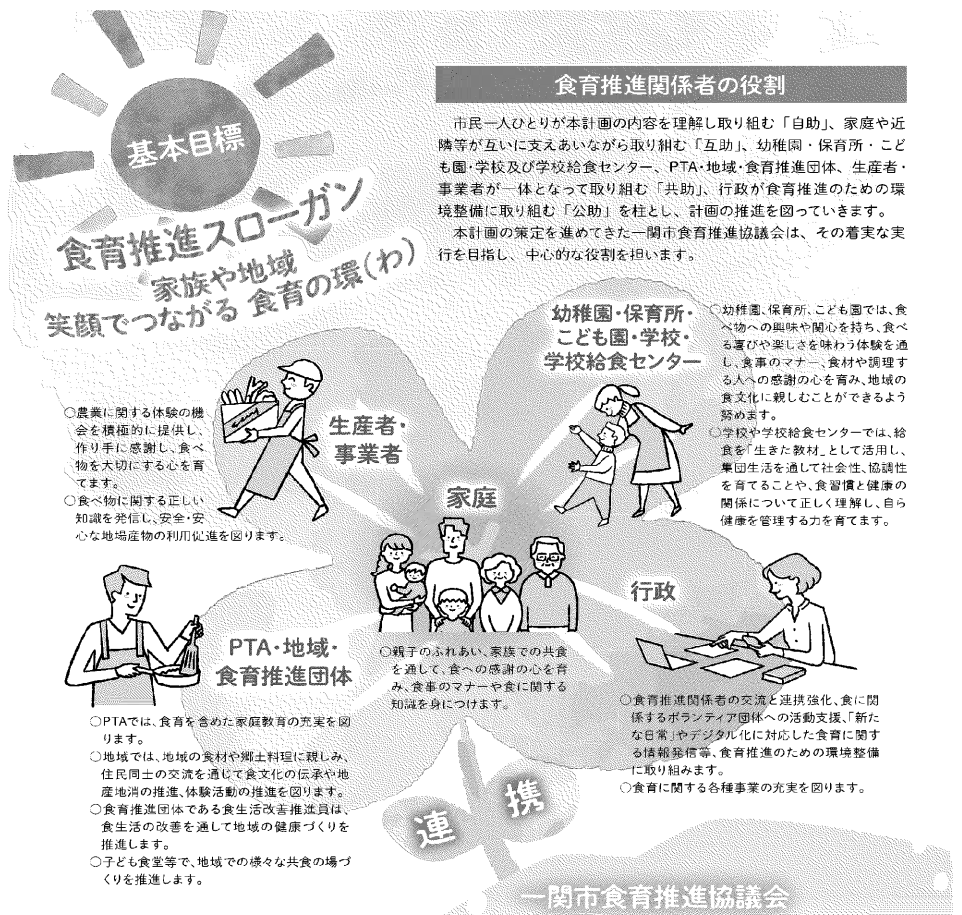 基本目標
食育推進スローガン
家族や地域
笑顔でつながる 食育の環(わ)
食育推進関係者の役割
市民一人ひとりが本計画の内容を理解し取り組む「自助」、家庭や近
隣等が互いに支えあいながら取り組む「互助」、幼稚園・保育所・こど
も園・学校及び学校給食センター、PTA・地域・食育推進団体、生産者・
事業者が一体となって取り組む「共助」、行政が食育推進のための環
境整備に取り組む「公助」を柱とし、計画の推進を図っていきます。
本計画の策定を進めてきた一関市食育推進協議会は、その着実な実
行を目指し、中心的な役割を担います。
幼稚園・保育所・
こども園・学校・
学校給食センター
○幼稚園、保育所、こども園では、食
べ物への興味や関心を持ち、食べ
る喜びや楽しさを味わう体験を通
し、食事のマナー、食材や調理す
る人への感謝の心を育み、地域の
食文化に親しむことができるよう
努めます。
○学校や学校給食センターでは、給
食を「生きた教材」として活用し、
集団生活を通して社会性、協調性
を育てることや、食習慣と健康の
関係について正しく理解し、自ら
健康を管理する力を育てます。
生産者・
事業者
○農業に関する体験の機
会を積極的に提供し、
作り手に感謝し、食べ
物を大切にする心を育
てます。
○食べ物に関する正しい
知識を発信し、安全・安
心な地場産物の利用促進を図ります。
家庭
○親子のふれあい、家族での共食
を通して、食への感謝の心を育
み、食事のマナーや食に関する
知識を身につけます。
行政
○食育推進関係者の交流と連携強化、食に関
係するボランティア団体への活動支援、「新た
な日常」やデジタル化に対応した食育に関す
る情報発信等、食育推進のための環境整備
に取り組みます。
○食育に関する各種事業の充実を図ります。
PTA・地域・
食育推進団体
○PTAでは、食育を含めた家庭教育の充実を図
ります。
○地域では、地域の食材や郷土料理に親しみ、
住民同士の交流を通じて食文化の伝承や地
産地消の推進、体験活動の推進を図ります。
○食育推進団体である食生活改善推進員は、
食生活の改善を通して地域の健康づくりを
推進します。
○子ども食堂等で、地域での様々な共食の場づ
くりを推進します。
連携
一関市食育推進協議会